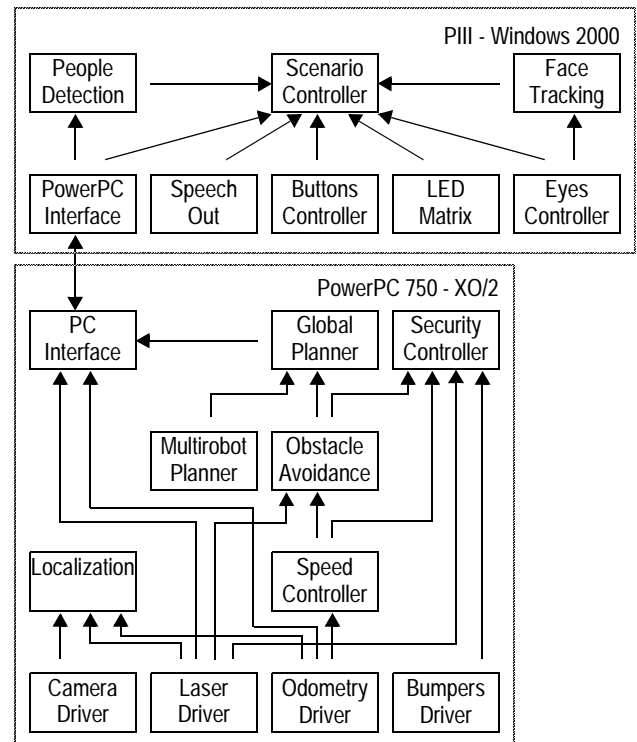 PIII - Windows 2000
People
Detection
Scenario
Controller
Face
Tracking
PowerPC
Interface
Speech
Out
Buttons
Controller
LED
Matrix
Eyes
Controller
PowerPC 750 - XO/2
PC
Interface
Global
Planner
Security
Controller
Multirobot
Planner
Obstacle
Avoidance
Localization
Speed
Controller
Camera
Driver
Laser
Driver
Odometry
Driver
Bumpers
Driver